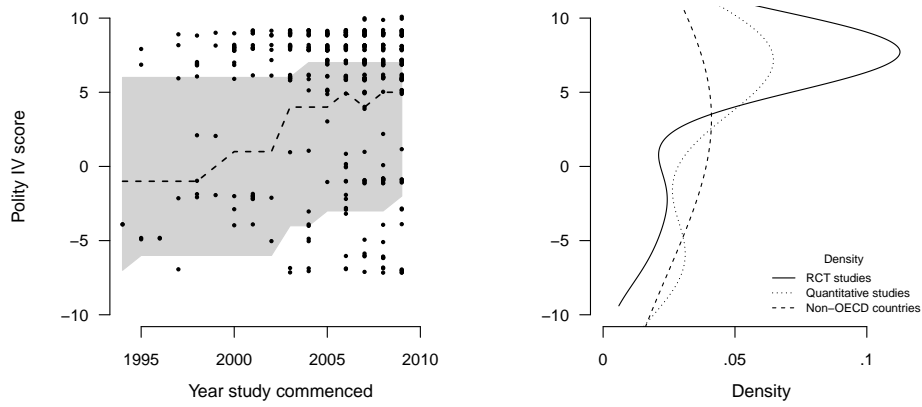 10
5
0
−5
−10
Polity IV score
1995
2000
2005
2010
Year study commenced
10
5
0
−5
−10
Density
RCT studies
Quantitative studies
Non−OECD countries
0
.05
.1
Density